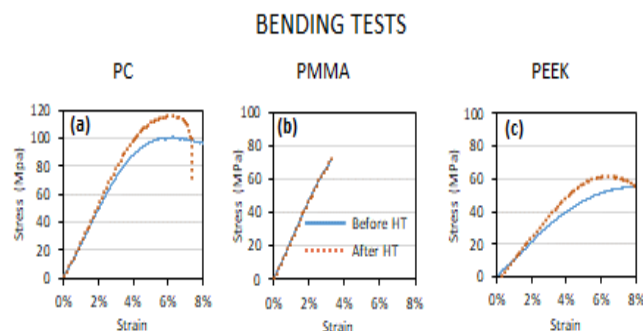 BENDING TESTS
PC
PMMA
PEEK
(a)
Stress (Mpa)
120
100
80
60
40
20
0
0% 2% 4% 6% 8%
Strain
(b)
Stress (MPa)
100
80
60
40
20
0
Before HT
After HT
0% 2% 4% 6% 8%
Strain
(c)
Stress (MPa)
100
80
60
40
20
0
0% 2% 4% 6% 8%
Strain